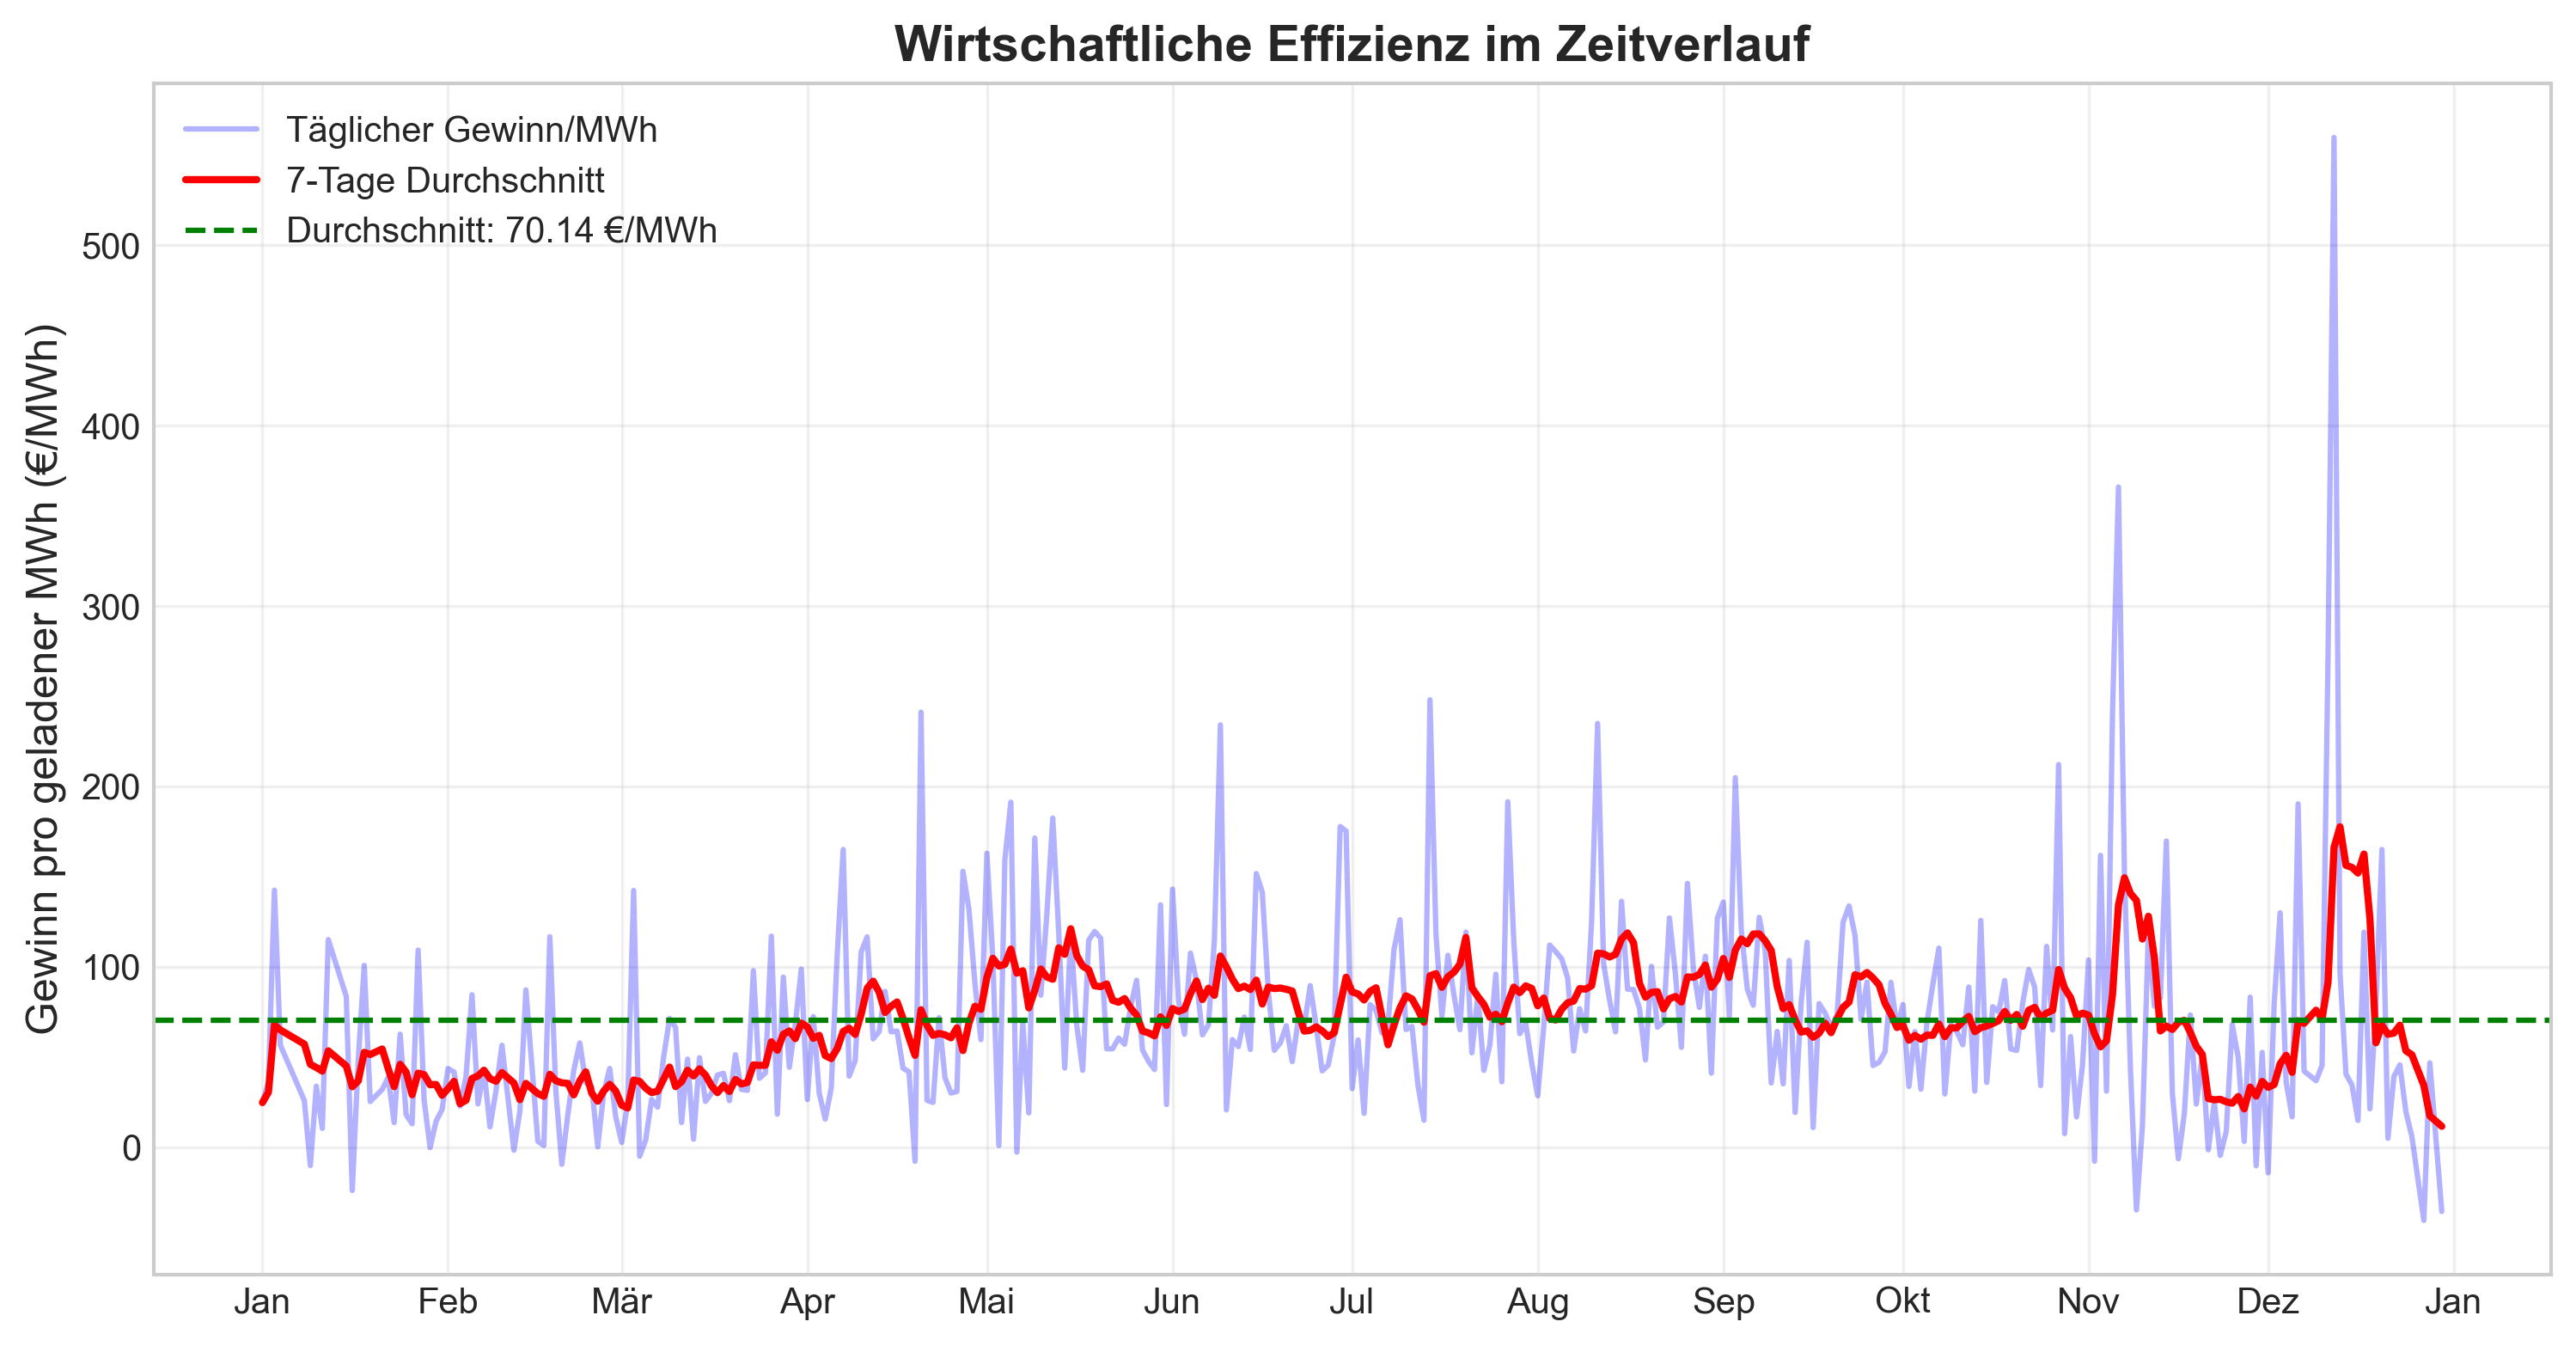 Wirtschaftliche Effizienz im Zeitverlauf
Täglicher Gewinn/MWh
7-Tage Durchschnitt
Durchschnitt: 70.14 €/MWh
Gewinn pro geladener MWh (€/MWh)
500
400
300
200
100
0
Jan Feb Mär Apr Mai Jun Jul Aug Sep Okt Nov Dez Jan